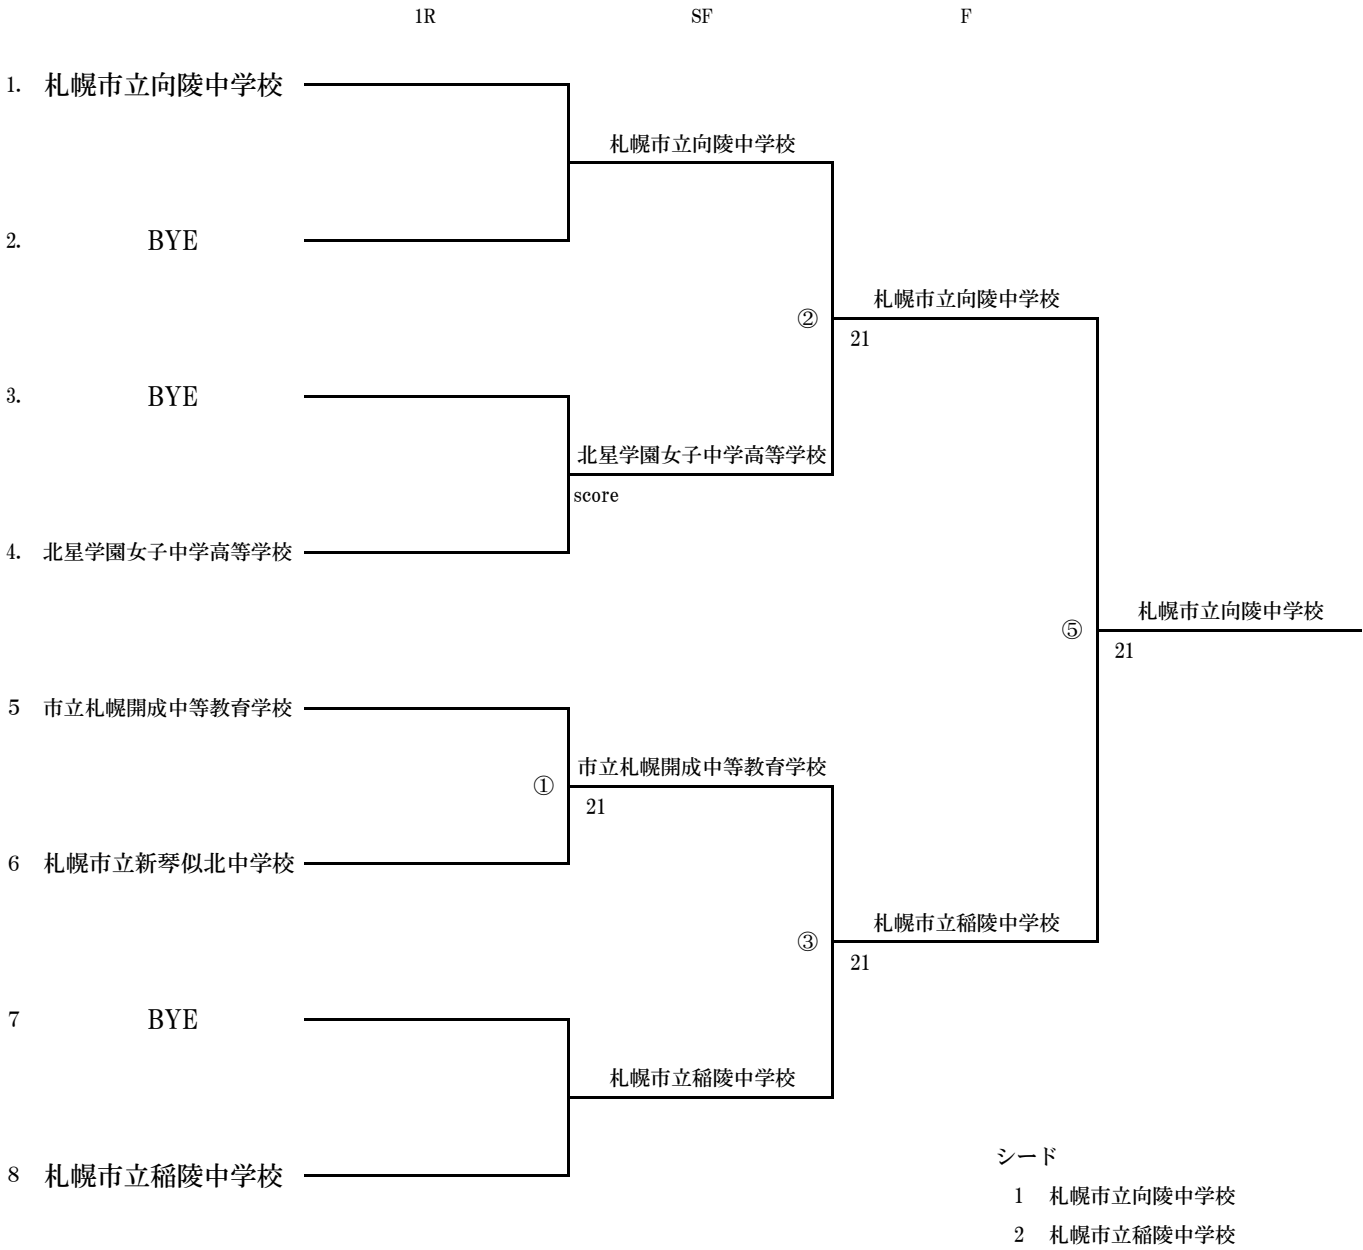 1R SF F
1. 札幌市立向陵中学校
札幌市立向陵中学校
2. BYE
札幌市立向陵中学校
② 21
3. BYE
北星学園女子中学高等学校
score
4. 北星学園女子中学高等学校
札幌市立向陵中学校
⑤ 21
5 市立札幌開成中等教育学校
市立札幌開成中等教育学校
① 21
6 札幌市立新琴似北中学校
札幌市立稲陵中学校
③ 21
7 BYE
札幌市立稲陵中学校
8 札幌市立稲陵中学校
シード
1 札幌市立向陵中学校
2 札幌市立稲陵中学校